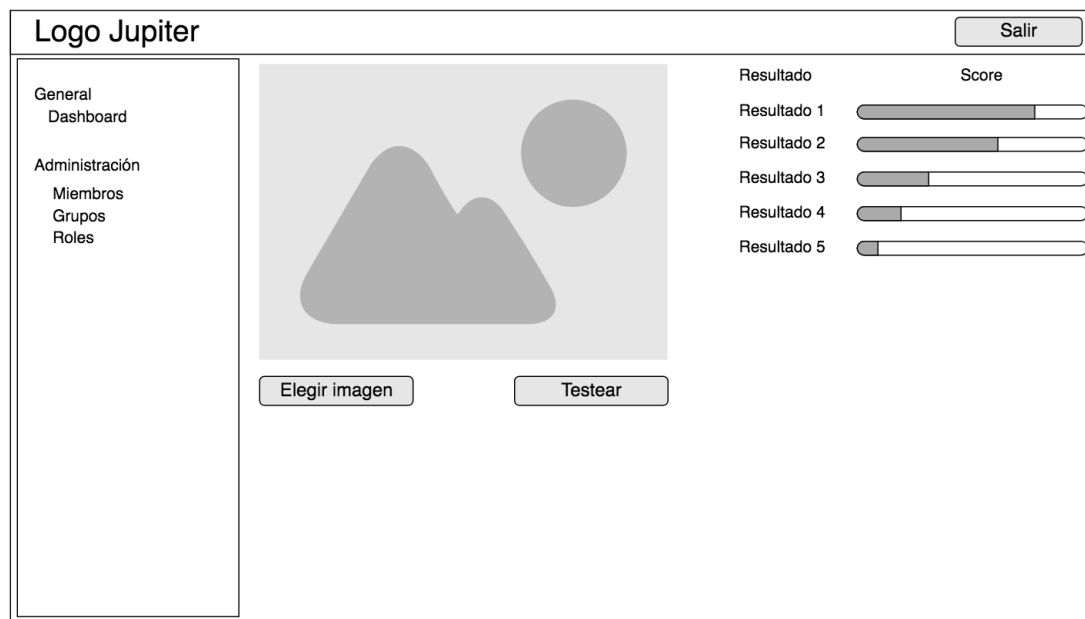 Logo Jupiter
Salir
General
Dashboard
Administración
Miembros
Grupos
Roles
Elegir imagen
Testear
Resultado Score
Resultado 1
Resultado 2
Resultado 3
Resultado 4
Resultado 5